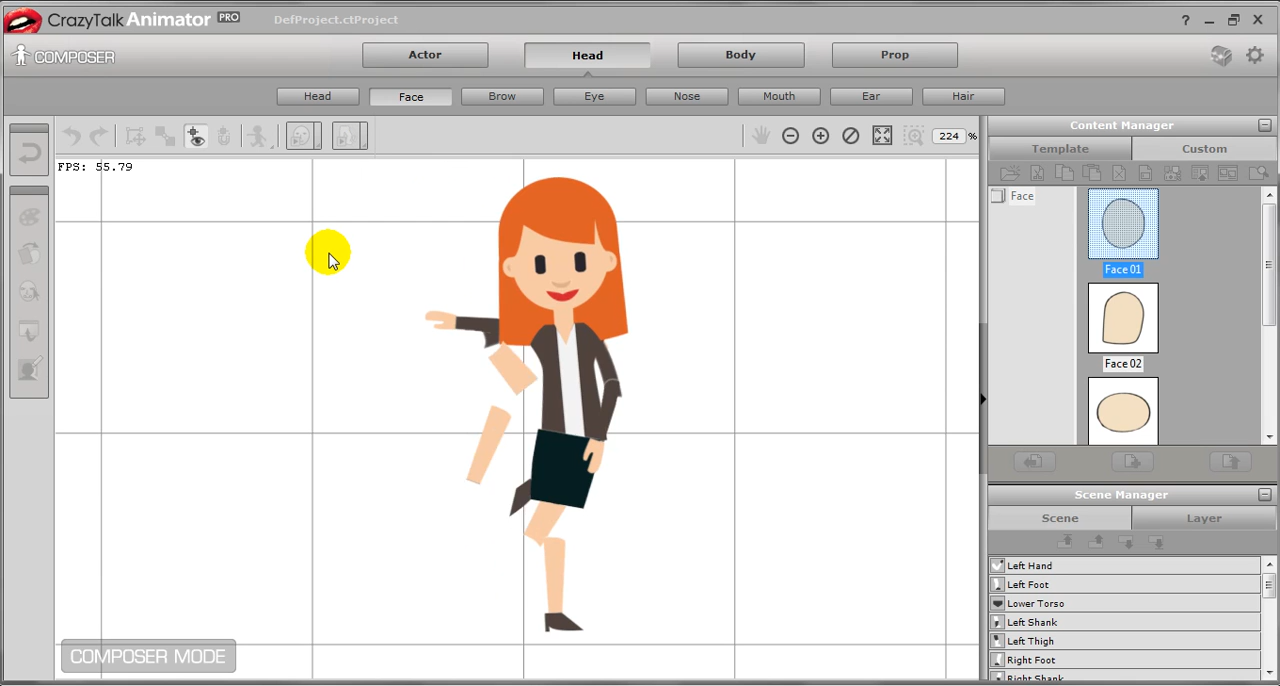 CrazyTalk Animator PRO DefProject.ctProject
COMPOSER Actor Head Body Prop
Head Face Brow Eye Nose Mouth Ear Hair
224 %
Content Manager
Template Custom
FPS: 55.79
Face
Face 01
Face 02
Scene Manager
Scene Layer
Left Hand
Left Foot
Lower Torso
Left Shank
Left Thigh
Right Foot
Right Shank
COMPOSER MODE